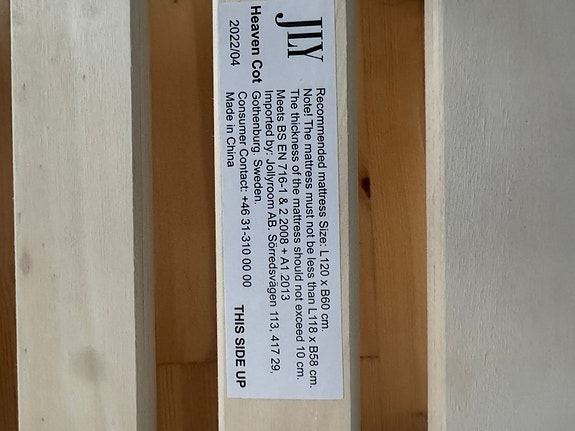 JLY
Heaven Cot
2022/04
Recommended mattress Size: L120 x B60 cm.
Note! The mattress must not be less than L118 x B58 cm.
The thickness of the mattress should not exceed 10 cm.
Meets BS EN 716-1 & 2 2008 + A1 2013
Imported by: Jollyroom AB. Sörredsvägen 113, 417 29,
Gothenburg. Sweden.
Consumer Contact: +46 31-310 00 00
Made in China
THIS SIDE UP